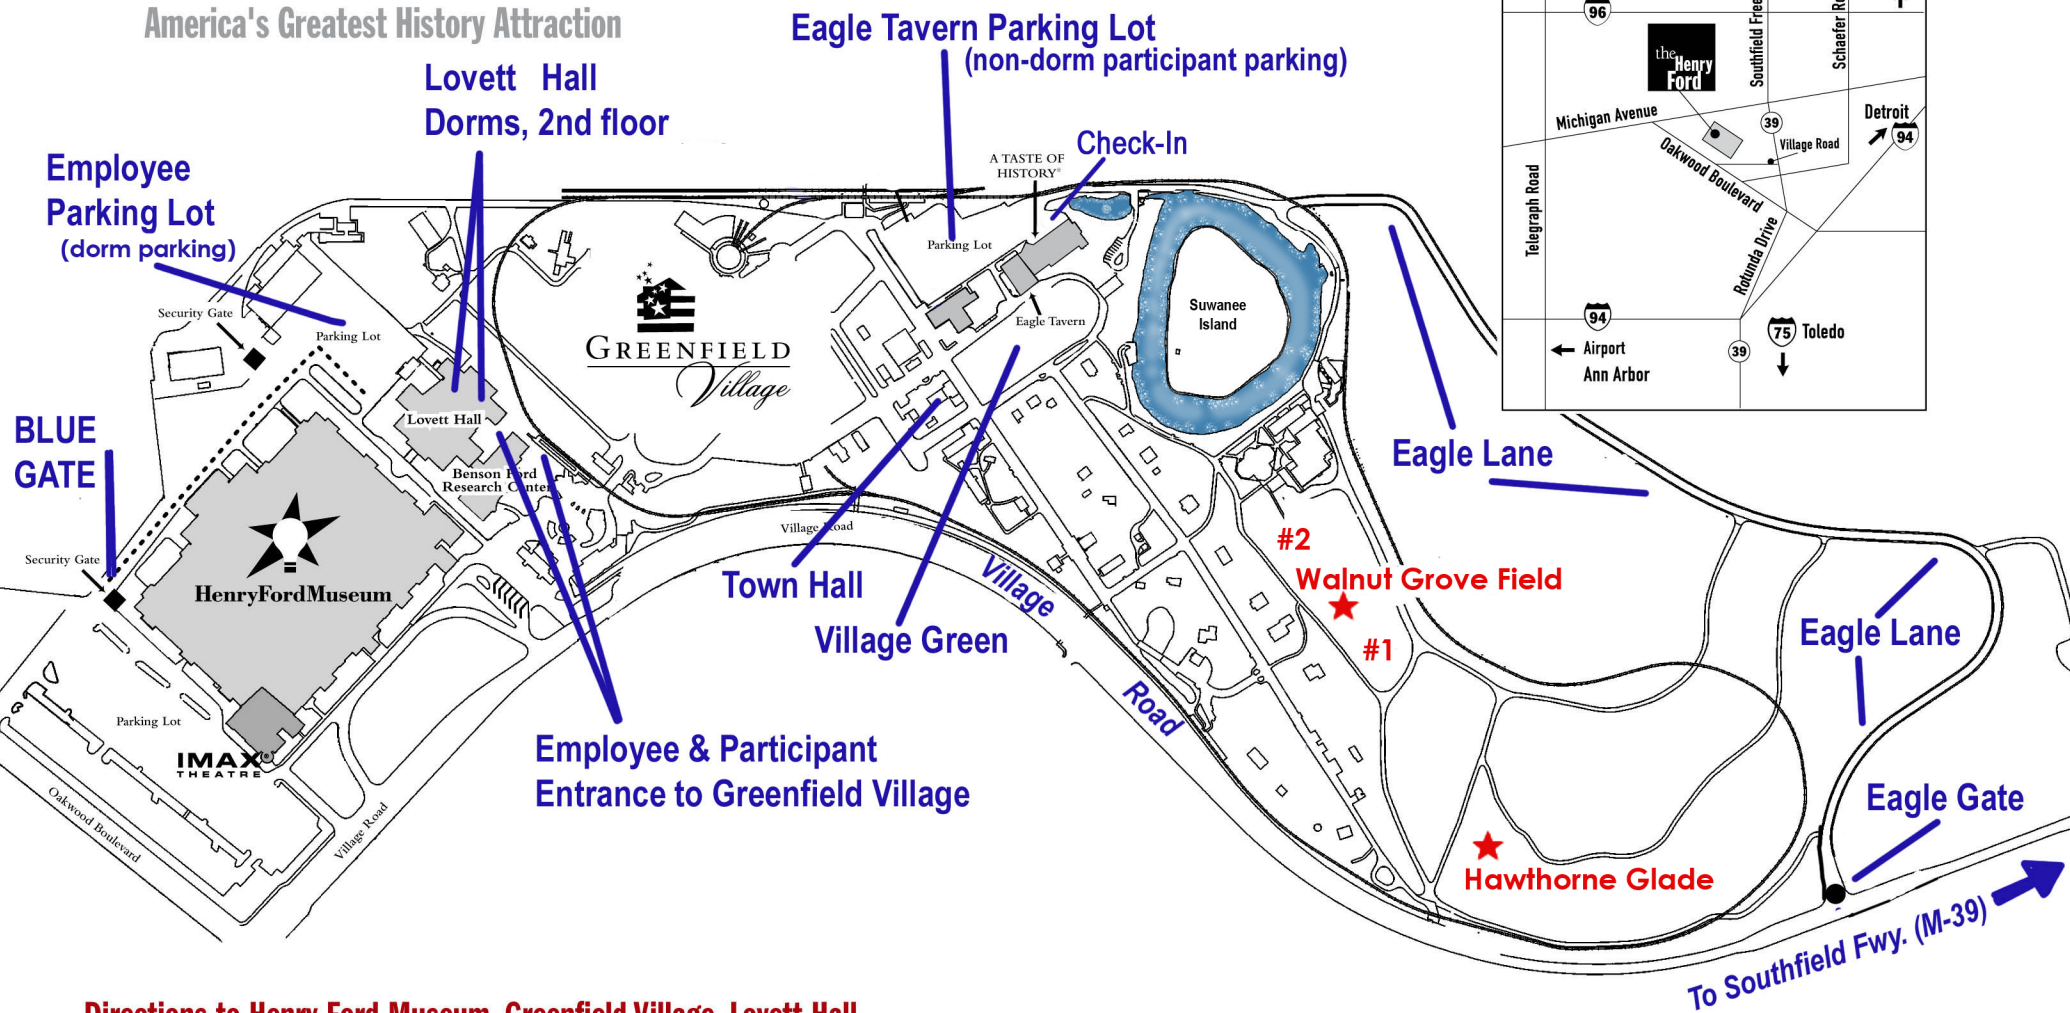 America's Greatest History Attraction
Eagle Tavern Parking Lot
(non-dorm participant parking)
Lovett Hall
Dorms, 2nd floor
Check-In
A TASTE OF
HISTORY®
Employee
Parking Lot
(dorm parking)
Security Gate
Parking Lot
Parking Lot
Eagle Tavern
Suwanee
Island
GREENFIELD
Village
Lovett Hall
Benson Ford
Research Center
BLUE
GATE
Security Gate
HenryFordMuseum
Village Road
Town Hall
Village Green
Village
Road
Eagle Lane
#2
Walnut Grove Field
#1
Eagle Lane
Parking Lot
IMAX
THEATRE
Oakwood Boulevard
Village Road
Employee & Participant
Entrance to Greenfield Village
Eagle Gate
Hawthorne Glade
To Southfield Fwy. (M-39)
96
the
Henry
Ford
Southfield
Schaefer
Michigan Avenue
39
Detroit
94
Village Road
Oakwood Boulevard
Telegraph Road
Rotunda Drive
94
Airport
Ann Arbor
39
75
Toledo
Directions to Henry Ford Museum, Greenfield Village, Lovett Hall